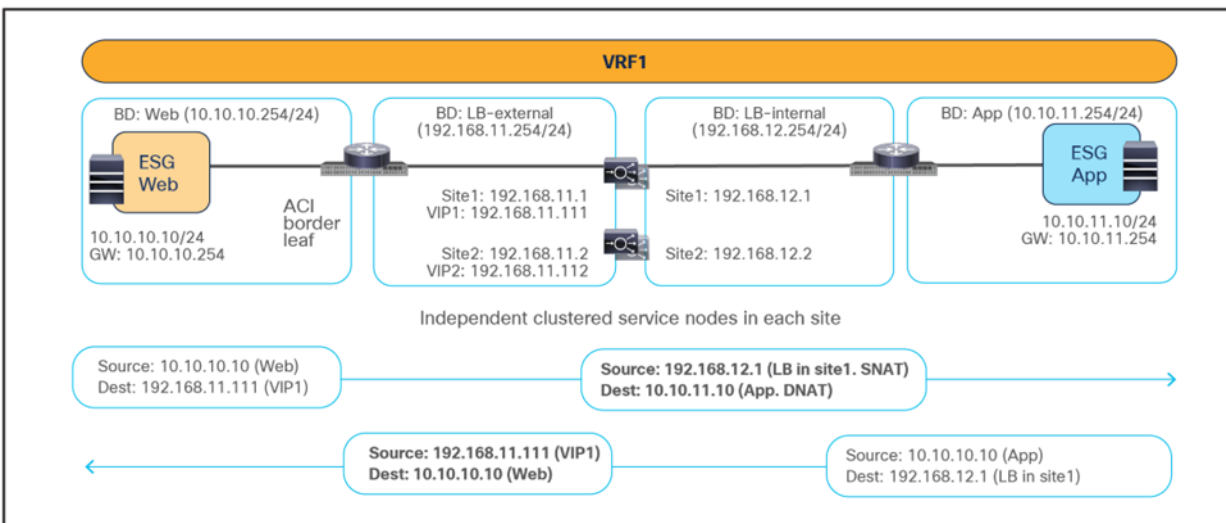 VRF1
BD: Web (10.10.10.254/24)
ESG
Web
10.10.10.10/24
GW: 10.10.10.254
ACI
border
leaf
BD: LB-external
(192.168.11.254/24)
Site1: 192.168.11.1
VIP1: 192.168.11.111
Site2: 192.168.11.2
VIP2: 192.168.11.112
BD: LB-internal
(192.168.12.254/24)
Site1: 192.168.12.1
Site2: 192.168.12.2
BD: App (10.10.11.254/24)
ESG
App
10.10.11.10/24
GW: 10.10.11.254
Independent clustered service nodes in each site
Source: 10.10.10.10 (Web)
Dest: 192.168.11.111 (VIP1)
Source: 192.168.12.1 (LB in site1. SNAT)
Dest: 10.10.11.10 (App. DNAT)
Source: 192.168.11.111 (VIP1)
Dest: 10.10.10.10 (Web)
Source: 10.10.10.10 (App)
Dest: 192.168.12.1 (LB in site1)